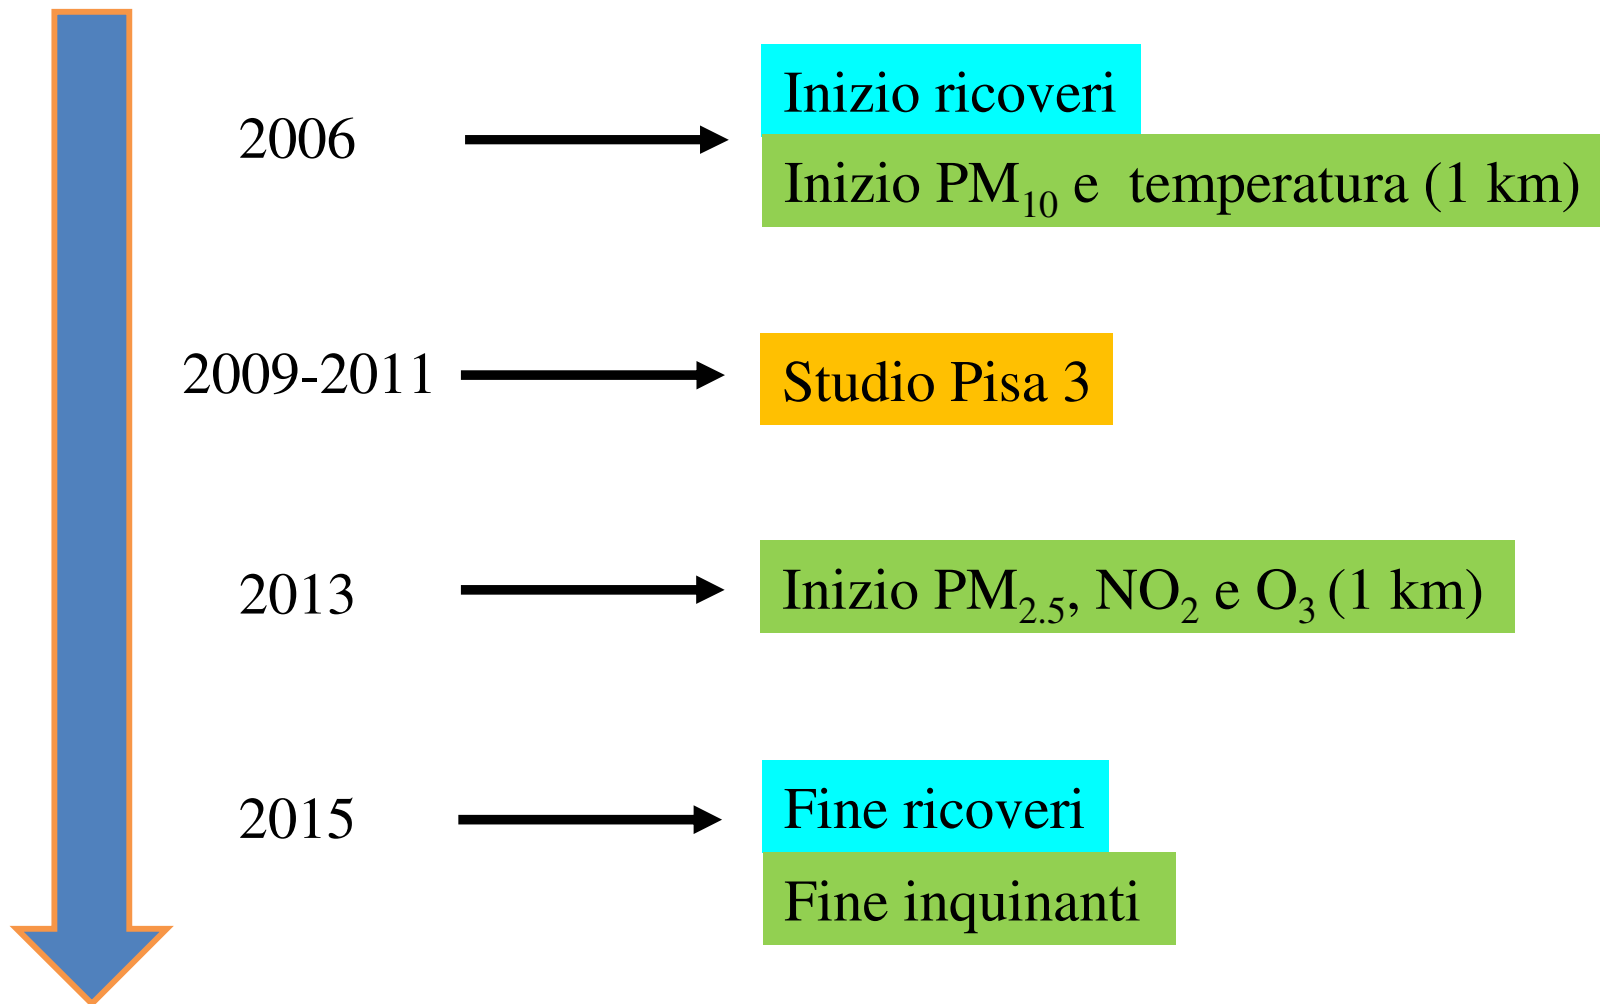 2006
Inizio ricoveri
Inizio PM₁₀ e temperatura (1 km)
2009-2011
Studio Pisa 3
2013
Inizio PM₂.₅, NO₂ e O₃ (1 km)
2015
Fine ricoveri
Fine inquinanti